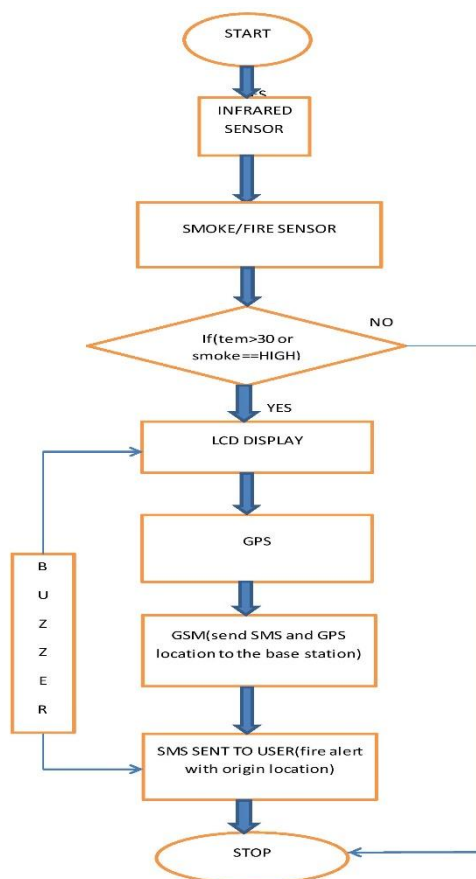 START
INFRARED
SENSOR
SMOKE/FIRE SENSOR
NO
If(tem>30 or
smoke==HIGH)
YES
LCD DISPLAY
GPS
B
U
Z
Z
E
R
GSM(send SMS and GPS
location to the base station)
SMS SENT TO USER(fire alert
with origin location)
STOP